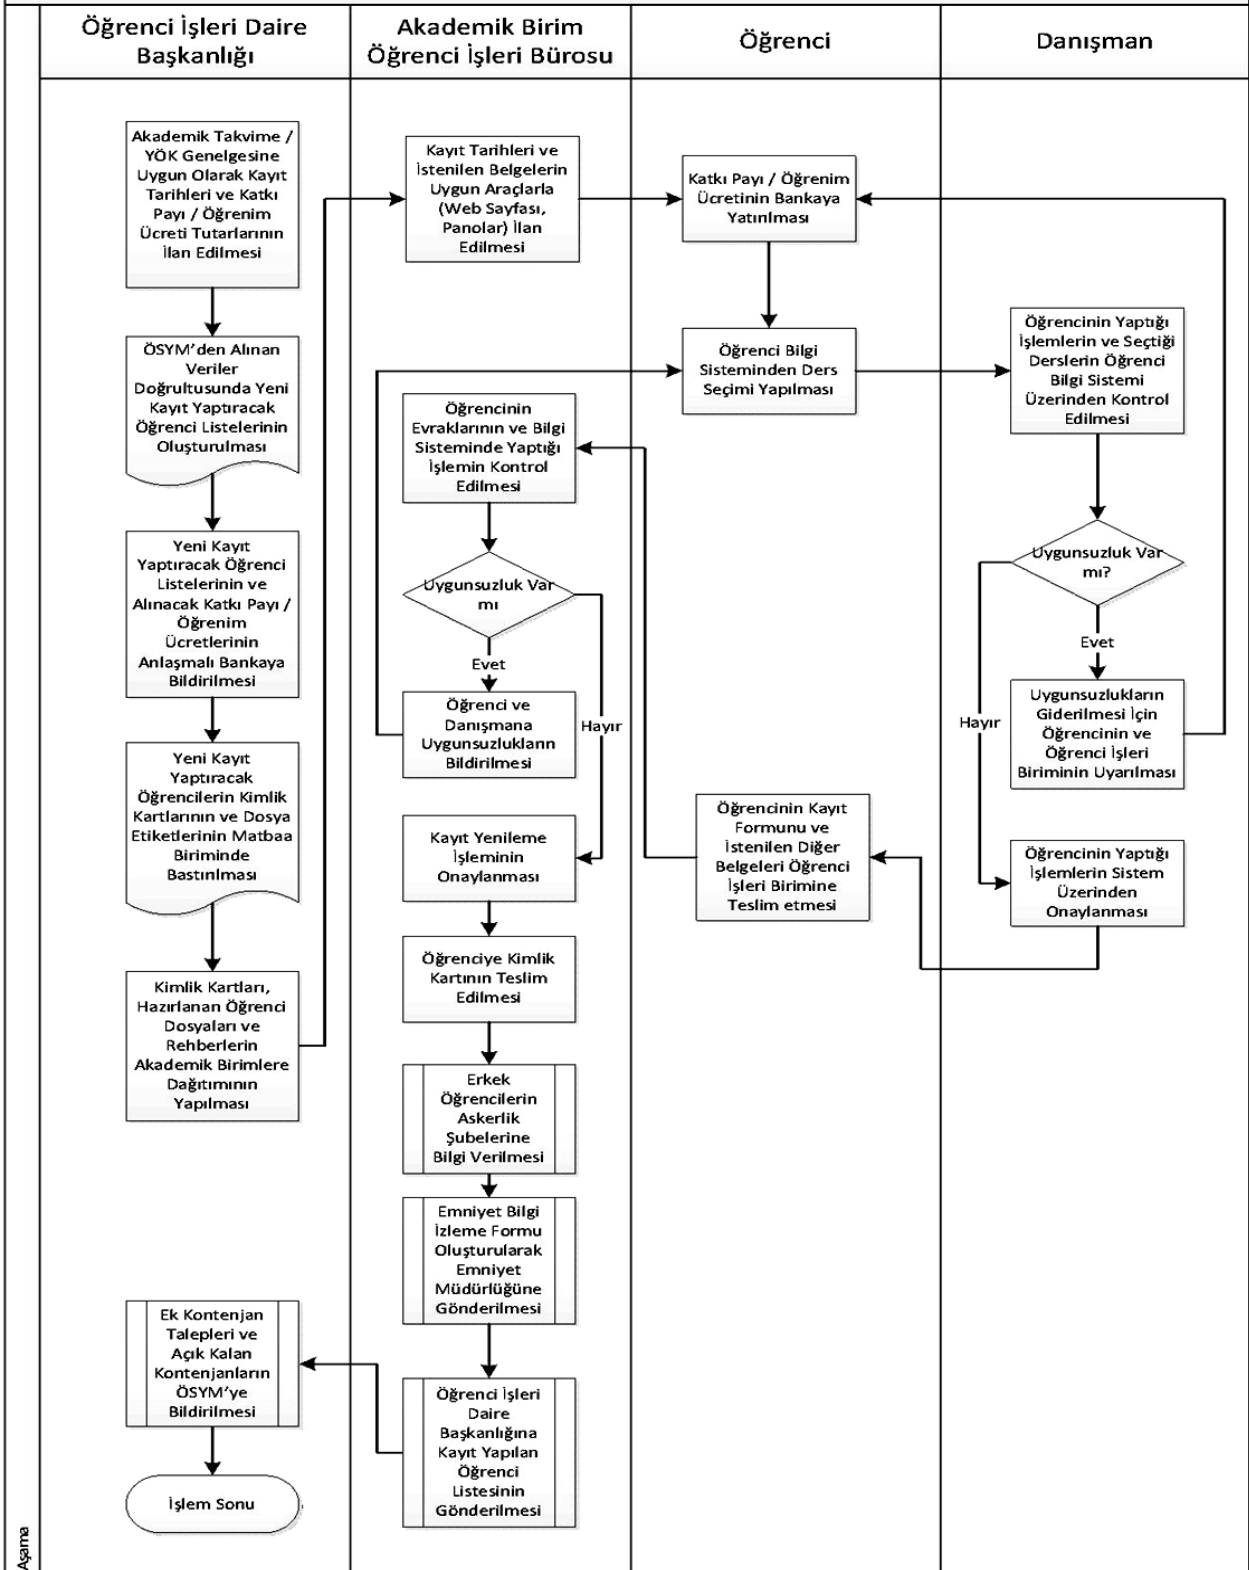 Öğrenci İşleri Daire
Başkanlığı
Akademik Birim
Öğrenci İşleri Bürosu
Öğrenci
Danışman
Akademik Takvime /
YÖK Genelgesine
Uygun Olarak Kayıt
Tarihleri ve Katkı
Payı / Öğrenim
Ücreti Tutarlarının
İlan Edilmesi
ÖSYM'den Alınan
Veriler
Doğrultusunda Yeni
Kayıt Yaptıracak
Öğrenci Listelerinin
Oluşturulması
Yeni Kayıt
Yaptıracak Öğrenci
Listelerinin ve
Alınacak Katkı Payı /
Öğrenim
Ücretlerinin
Anlaşmalı Bankaya
Bildirilmesi
Yeni Kayıt
Yaptıracak
Öğrencilerin Kimlik
Kartlarının ve Dosya
Etiketlerinin Matbaa
Biriminde
Bastırılması
Kimlik Kartları,
Hazırlanan Öğrenci
Dosyaları ve
Rehberlerin
Akademik Birimlere
Dağıtımının
Yapılması
Ek Kontenjan
Talepleri ve
Açık Kalan
Kontenjanların
ÖSYM'ye
Bildirilmesi
İşlem Sonu
Kayıt Tarihleri ve
İstenilen Belgelerin
Uygun Araçlarla
(Web Sayfası,
Panolar) İlan
Edilmesi
Öğrencinin
Evraklarının ve Bilgi
Sisteminde Yaptığı
İşlemin Kontrol
Edilmesi
Uygunsuzluk Var
mı
Evet
Hayır
Öğrenci ve
Danışmana
Uygunsuzlukların
Bildirilmesi
Kayıt Yenileme
İşleminin
Onaylanması
Öğrenciye Kimlik
Kartının Teslim
Edilmesi
Erkek
Öğrencilerin
Askerlik
Şubelerine
Bilgi Verilmesi
Emniyet Bilgi
İzleme Formu
Oluşturularak
Emniyet
Müdürlüğüne
Gönderilmesi
Öğrenci İşleri
Daire
Başkanlığına
Kayıt Yapılan
Öğrenci
Listesinin
Gönderilmesi
Katkı Payı / Öğrenim
Ücretinin Bankaya
Yatırılması
Öğrenci Bilgi
Sisteminden Ders
Seçimi Yapılması
Öğrencinin Kayıt
Formunu ve
İstenilen Diğer
Belgeleri Öğrenci
İşleri Birimine
Teslim etmesi
Öğrencinin Yaptığı
İşlemlerin ve Seçtiği
Derslerin Öğrenci
Bilgi Sistemi
Üzerinden Kontrol
Edilmesi
Uygunsuzluk Var
mı?
Evet
Hayır
Uygunsuzlukların
Giderilmesi İçin
Öğrencinin ve
Öğrenci İşleri
Biriminin Uyarılması
Öğrencinin Yaptığı
İşlemlerin Sistem
Üzerinden
Onaylanması
Aşama